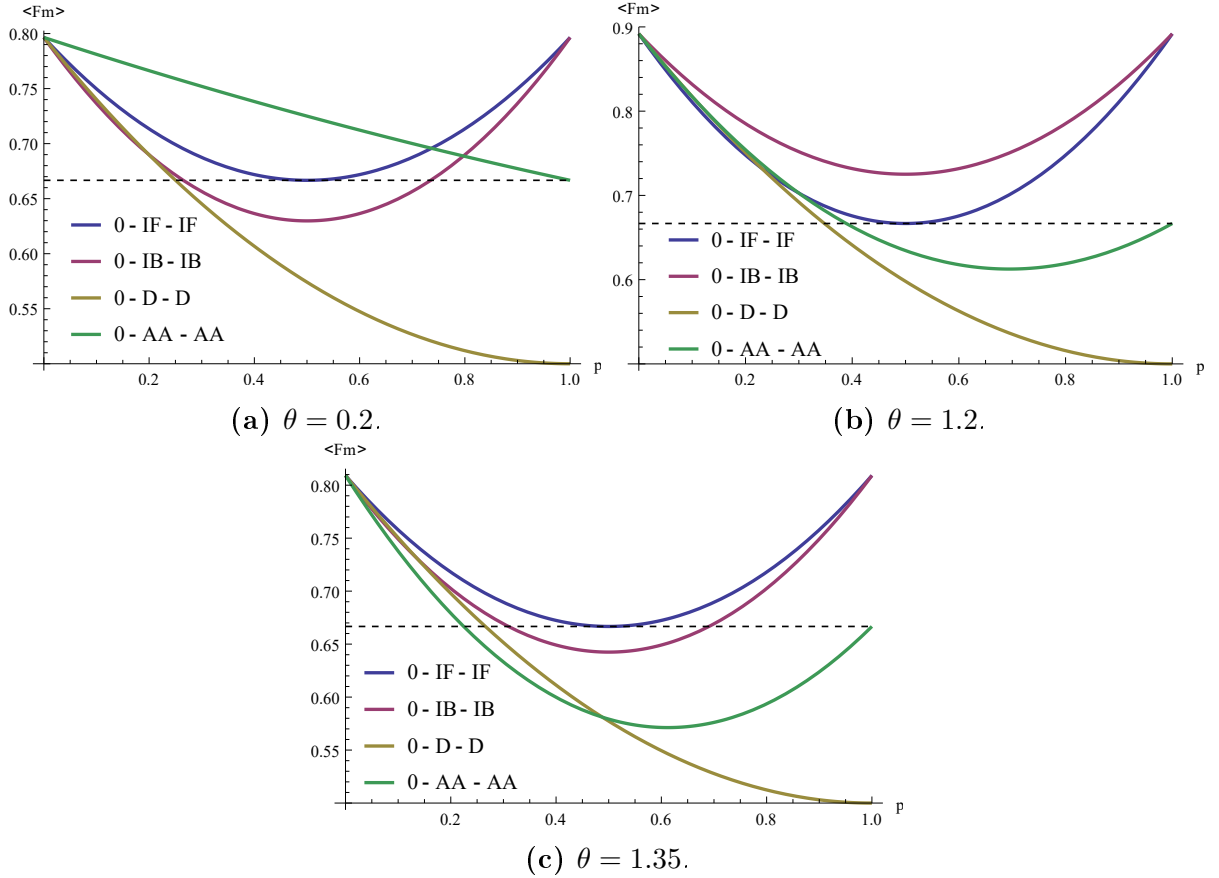 <Fm>
0.80
0.75
0.70
0.65
0.60
0.55
0 - IF - IF
0 - IB - IB
0 - D - D
0 - AA - AA
0.2 0.4 0.6 0.8 1.0 p
(a) θ = 0.2.
<Fm>
0.9
0.8
0.7
0.6
0 - IF - IF
0 - IB - IB
0 - D - D
0 - AA - AA
0.2 0.4 0.6 0.8 1.0 p
(b) θ = 1.2.
<Fm>
0.80
0.75
0.70
0.65
0.60
0.55
0 - IF - IF
0 - IB - IB
0 - D - D
0 - AA - AA
0.2 0.4 0.6 0.8 1.0 p
(c) θ = 1.35.